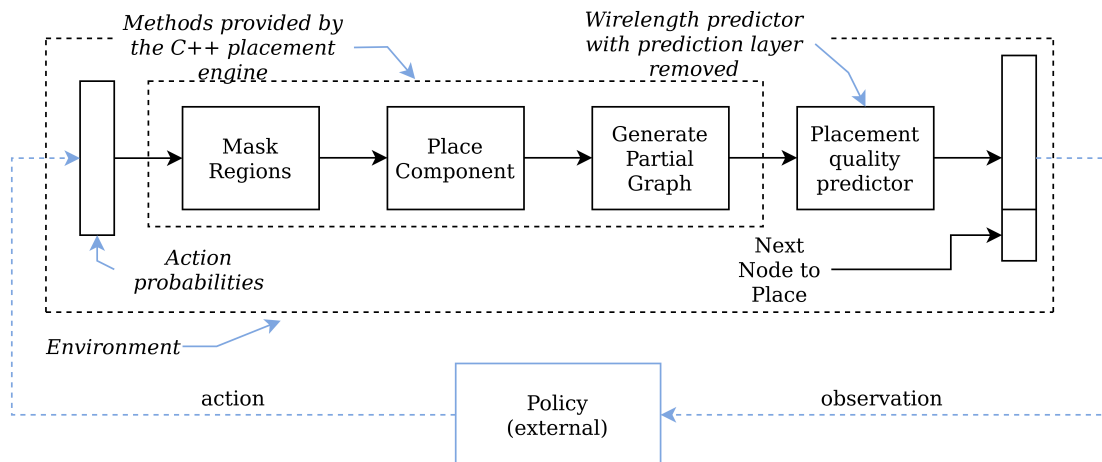 Methods provided by
the C++ placement
engine
Wirelength predictor
with prediction layer
removed
Mask
Regions
Place
Component
Generate
Partial
Graph
Placement
quality
predictor
Action
probabilities
Next
Node to
Place
Environment
action
Policy
(external)
observation